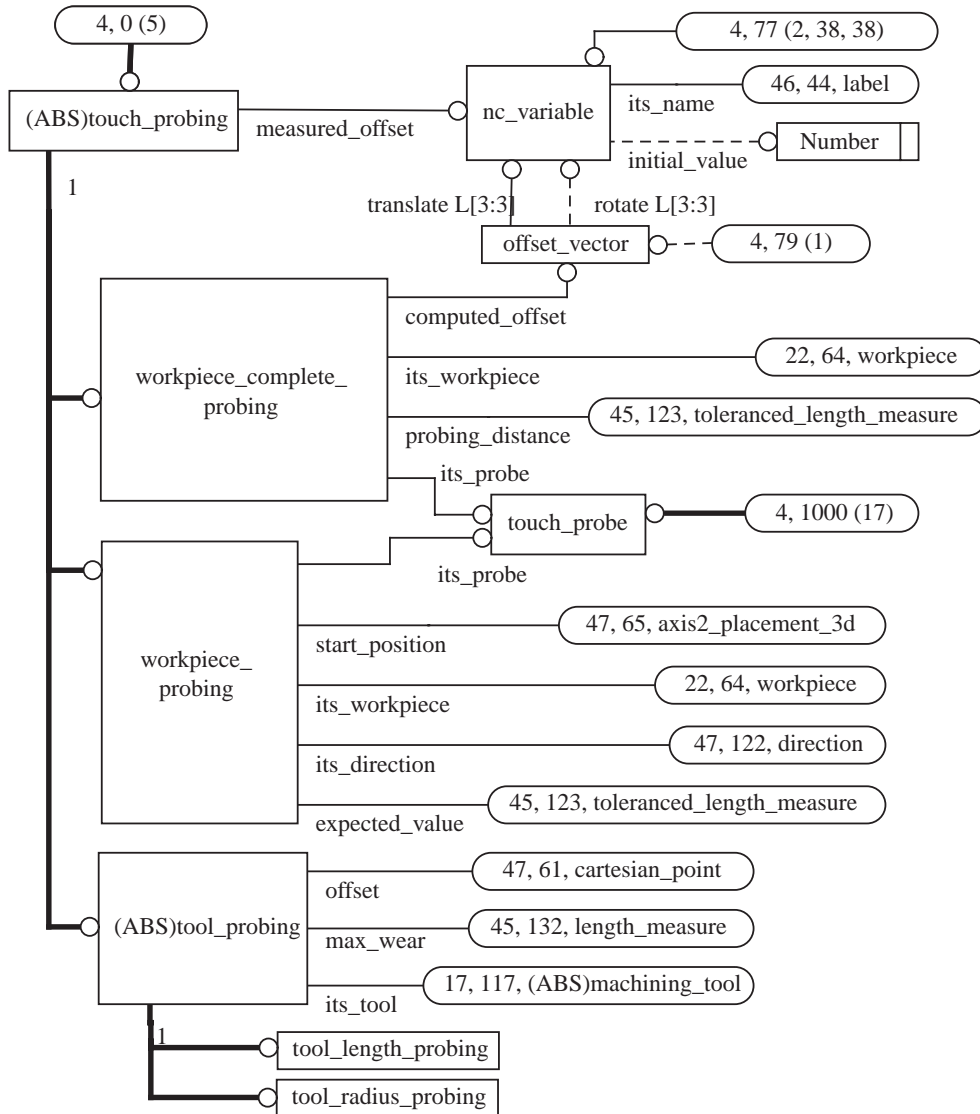 4, 0 (5)
4, 77 (2, 38, 38)
(ABS)touch_probing
measured_offset
nc_variable
46, 44, label
its_name
Number
initial_value
1
translate L[3:3]
rotate L[3:3]
offset_vector
4, 79 (1)
computed_offset
workpiece_complete_
probing
22, 64, workpiece
its_workpiece
45, 123, toleranced_length_measure
probing_distance
its_probe
touch_probe
4, 1000 (17)
its_probe
47, 65, axis2_placement_3d
start_position
workpiece_
probing
22, 64, workpiece
its_workpiece
47, 122, direction
its_direction
45, 123, toleranced_length_measure
expected_value
47, 61, cartesian_point
offset
(ABS)tool_probing
45, 132, length_measure
max_wear
17, 117, (ABS)machining_tool
its_tool
1
tool_length_probing
tool_radius_probing